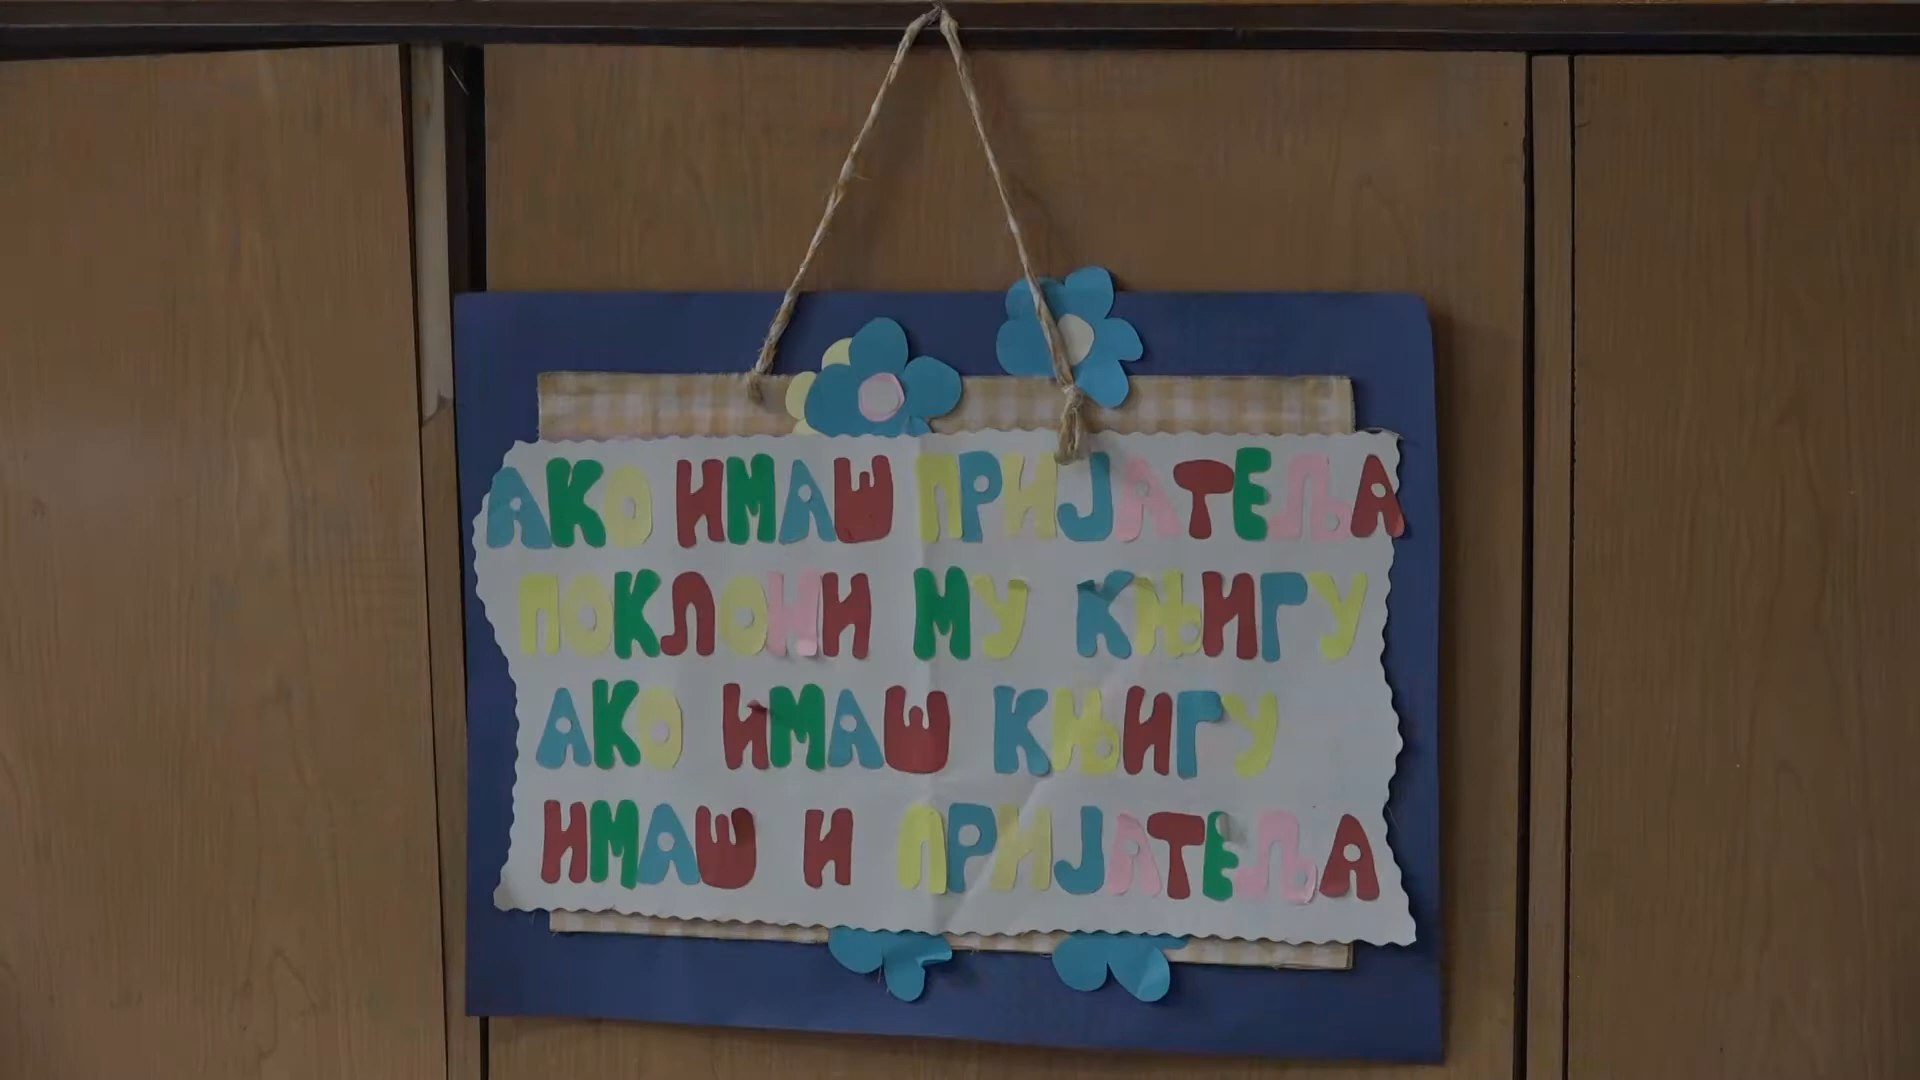 АКО ИМАШ ПРИЈАТЕЉА
ПОКЛОНИ МУ КЊИГУ
АКО ИМАШ КЊИГУ
ИМАШ И ПРИЈАТЕЉА